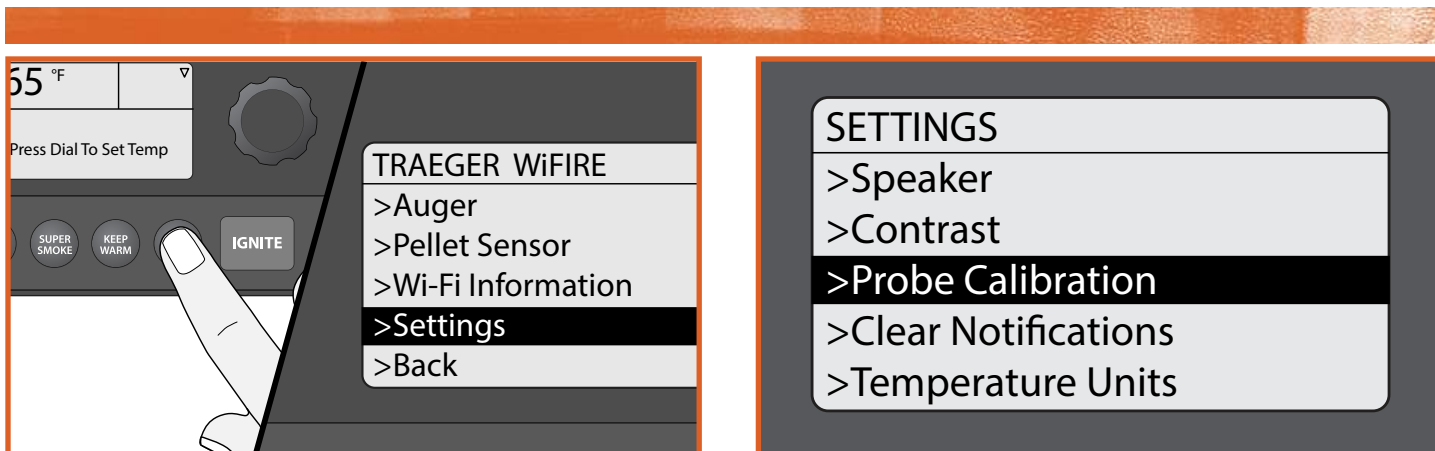 65 °F
Press Dial To Set Temp
SUPER
SMOKE
KEEP
WARM
IGNITE
TRAEGER WiFIRE
>Auger
>Pellet Sensor
>Wi-Fi Information
>Settings
>Back
SETTINGS
>Speaker
>Contrast
>Probe Calibration
>Clear Notifications
>Temperature Units